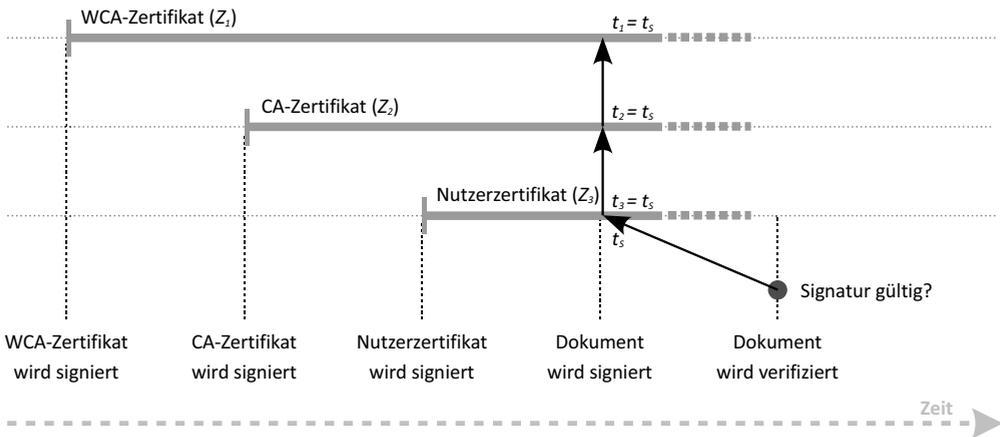 WCA-Zertifikat (Z₁)
t₁ = tₛ
CA-Zertifikat (Z₂)
t₂ = tₛ
Nutzerzertifikat (Z₃)
t₃ = tₛ
tₛ
Signatur gültig?
WCA-Zertifikat
wird signiert
CA-Zertifikat
wird signiert
Nutzerzertifikat
wird signiert
Dokument
wird signiert
Dokument
wird verifiziert
Zeit